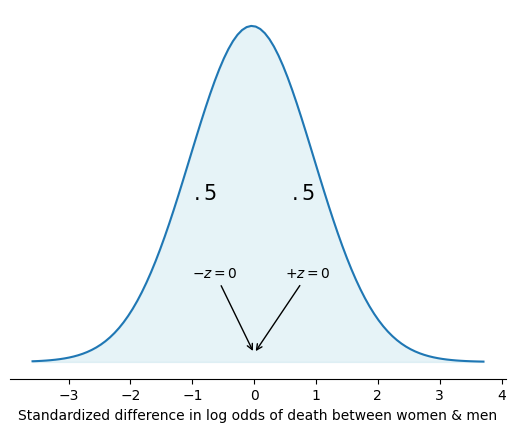 .5 .5
−z = 0 +z = 0
−3 −2 −1 0 1 2 3 4
Standardized difference in log odds of death between women & men